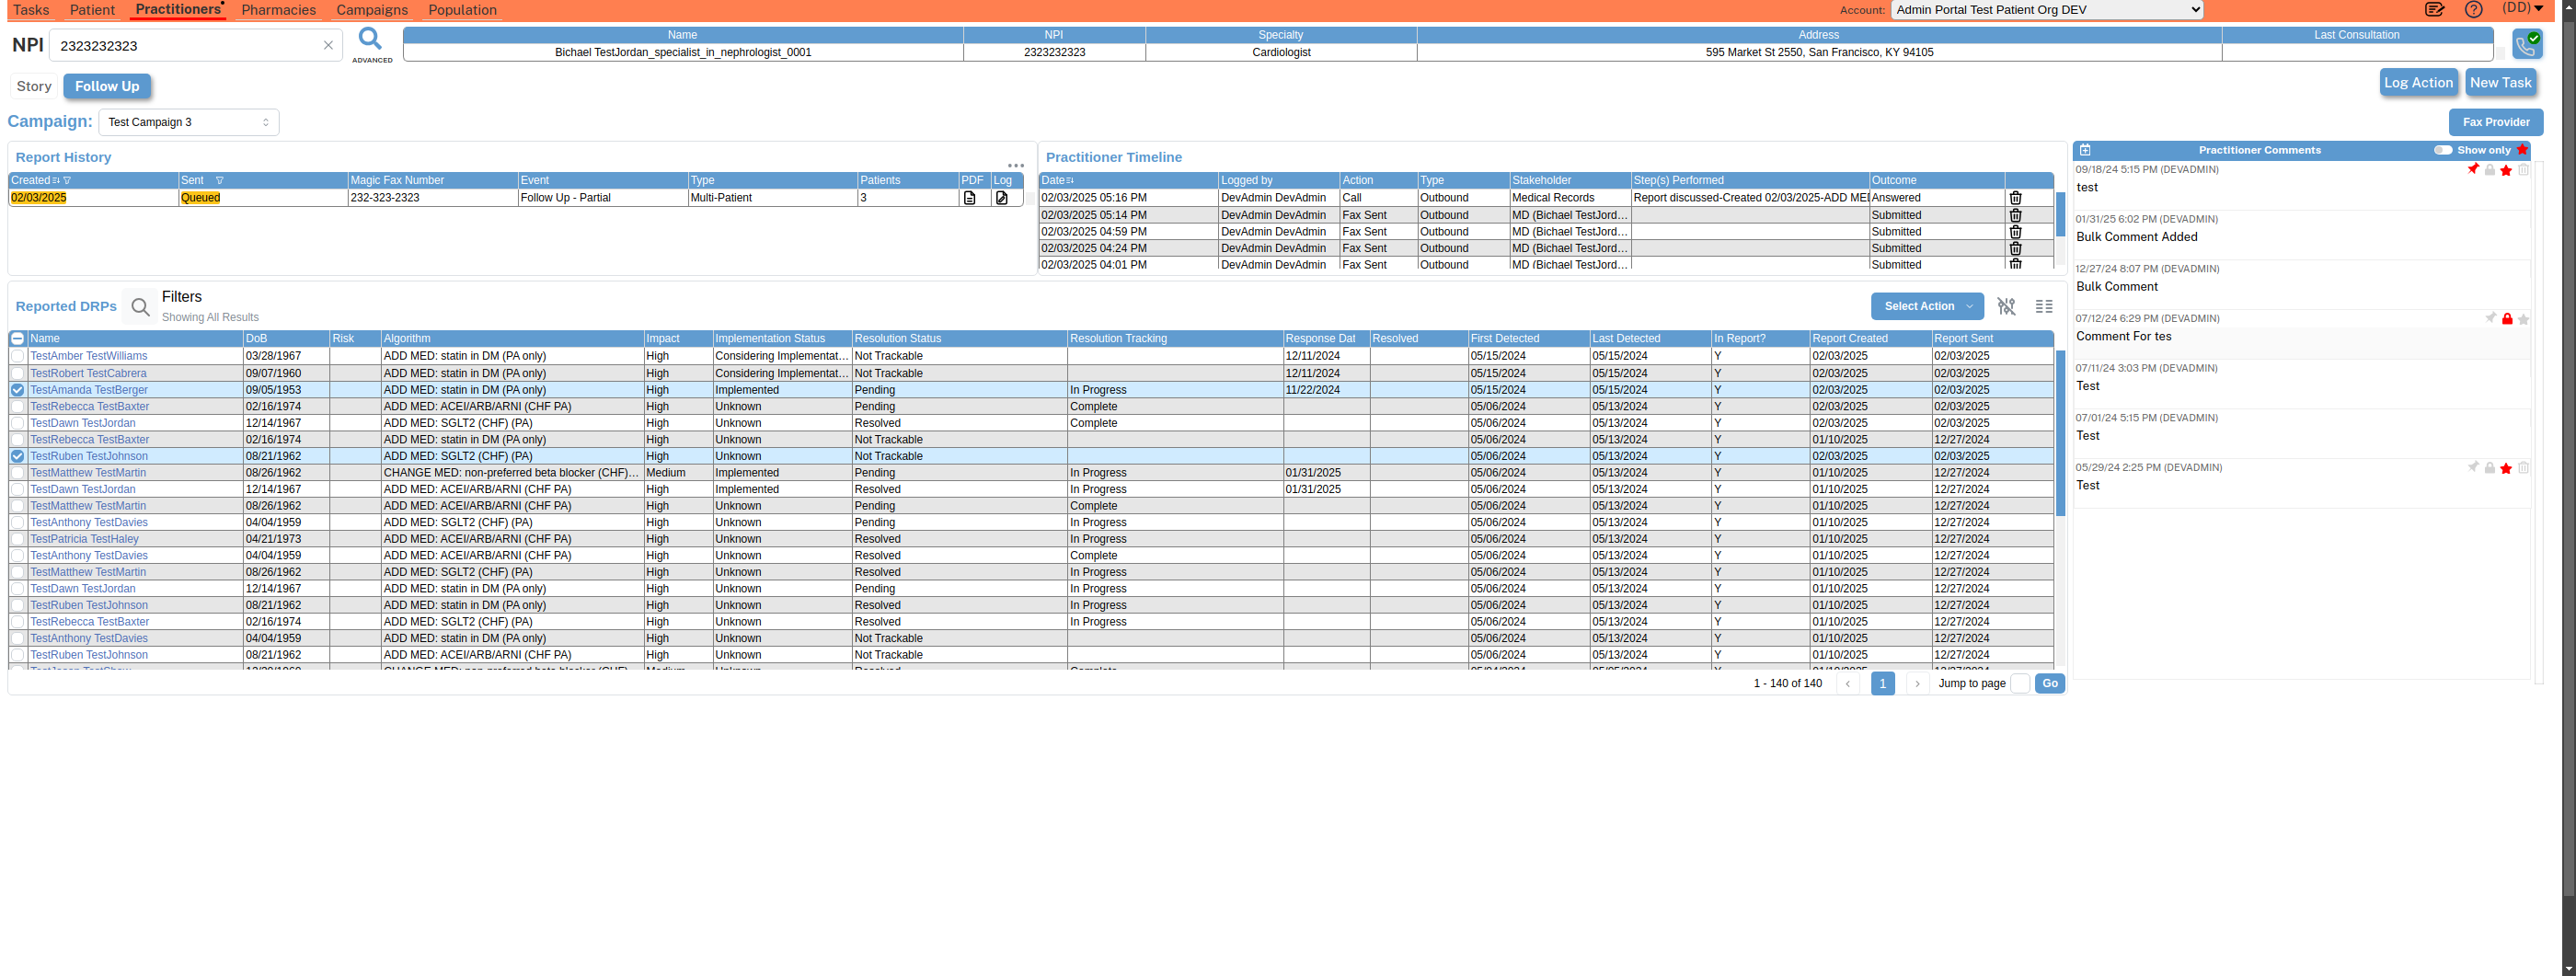 Tasks Patient Practitioners Pharmacies Campaigns Population Account: Admin Portal Test Patient Org DEV (DD)
NPI 2323232323 ADVANCED
Name NPI Specialty Address Last Consultation
Bichael TestJordan_specialist_in_nephrologist_0001 2323232323 Cardiologist 595 Market St 2550, San Francisco, KY 94105
Story Follow Up Log Action New Task
Campaign: Test Campaign 3 Fax Provider
Report History
Created Sent Magic Fax Number Event Type Patients PDF Log
02/03/2025 Queued 232-323-2323 Follow Up - Partial Multi-Patient 3
Practitioner Timeline
Date Logged by Action Type Stakeholder Step(s) Performed Outcome
02/03/2025 05:16 PM DevAdmin DevAdmin Call Outbound Medical Records Report discussed-Created 02/03/2025-ADD MED Answered
02/03/2025 05:14 PM DevAdmin DevAdmin Fax Sent Outbound MD (Bichael TestJord... Submitted
02/03/2025 04:59 PM DevAdmin DevAdmin Fax Sent Outbound MD (Bichael TestJord... Submitted
02/03/2025 04:24 PM DevAdmin DevAdmin Fax Sent Outbound MD (Bichael TestJord... Submitted
02/03/2025 04:01 PM DevAdmin DevAdmin Fax Sent Outbound MD (Bichael TestJord... Submitted
Practitioner Comments Show only
09/18/24 5:15 PM (DEVADMIN)
test
01/31/25 6:02 PM (DEVADMIN)
Bulk Comment Added
12/27/24 8:07 PM (DEVADMIN)
Bulk Comment
07/12/24 6:29 PM (DEVADMIN)
Comment For tes
07/11/24 3:03 PM (DEVADMIN)
Test
07/01/24 5:15 PM (DEVADMIN)
Test
05/29/24 2:25 PM (DEVADMIN)
Test
Reported DRPs Filters
Showing All Results
Select Action
Name DoB Risk Algorithm Impact Implementation Status Resolution Status Resolution Tracking Response Dat Resolved First Detected Last Detected In Report? Report Created Report Sent
TestAmber TestWilliams 03/28/1967 ADD MED: statin in DM (PA only) High Considering Implementat... Not Trackable 12/11/2024 05/15/2024 05/15/2024 Y 02/03/2025 02/03/2025
TestRobert TestCabrera 09/07/1960 ADD MED: statin in DM (PA only) High Considering Implementat... Not Trackable 12/11/2024 05/15/2024 05/15/2024 Y 02/03/2025 02/03/2025
TestAmanda TestBerger 09/05/1953 ADD MED: statin in DM (PA only) High Implemented Pending In Progress 11/22/2024 05/15/2024 05/15/2024 Y 02/03/2025 02/03/2025
TestRebecca TestBaxter 02/16/1974 ADD MED: ACEI/ARB/ARNI (CHF PA) High Unknown Pending Complete 05/06/2024 05/13/2024 Y 02/03/2025 02/03/2025
TestDawn TestJordan 12/14/1967 ADD MED: SGLT2 (CHF) (PA) High Unknown Resolved Complete 05/06/2024 05/13/2024 Y 02/03/2025 02/03/2025
TestRebecca TestBaxter 02/16/1974 ADD MED: statin in DM (PA only) High Unknown Not Trackable 05/06/2024 05/13/2024 Y 01/10/2025 12/27/2024
TestRuben TestJohnson 08/21/1962 ADD MED: SGLT2 (CHF) (PA) High Unknown Not Trackable 05/06/2024 05/13/2024 Y 02/03/2025 02/03/2025
TestMatthew TestMartin 08/26/1962 CHANGE MED: non-preferred beta blocker (CHF)... Medium Implemented Pending In Progress 01/31/2025 05/06/2024 05/13/2024 Y 01/10/2025 12/27/2024
TestDawn TestJordan 12/14/1967 ADD MED: ACEI/ARB/ARNI (CHF PA) High Implemented Resolved In Progress 01/31/2025 05/06/2024 05/13/2024 Y 01/10/2025 12/27/2024
TestMatthew TestMartin 08/26/1962 ADD MED: ACEI/ARB/ARNI (CHF PA) High Unknown Pending Complete 05/06/2024 05/13/2024 Y 01/10/2025 12/27/2024
TestAnthony TestDavies 04/04/1959 ADD MED: SGLT2 (CHF) (PA) High Unknown Pending In Progress 05/06/2024 05/13/2024 Y 01/10/2025 12/27/2024
TestPatricia TestHaley 04/21/1973 ADD MED: ACEI/ARB/ARNI (CHF PA) High Unknown Resolved In Progress 05/06/2024 05/13/2024 Y 01/10/2025 12/27/2024
TestAnthony TestDavies 04/04/1959 ADD MED: ACEI/ARB/ARNI (CHF PA) High Unknown Resolved Complete 05/06/2024 05/13/2024 Y 01/10/2025 12/27/2024
TestMatthew TestMartin 08/26/1962 ADD MED: SGLT2 (CHF) (PA) High Unknown Resolved In Progress 05/06/2024 05/13/2024 Y 01/10/2025 12/27/2024
TestDawn TestJordan 12/14/1967 ADD MED: statin in DM (PA only) High Unknown Pending In Progress 05/06/2024 05/13/2024 Y 01/10/2025 12/27/2024
TestRuben TestJohnson 08/21/1962 ADD MED: statin in DM (PA only) High Unknown Resolved In Progress 05/06/2024 05/13/2024 Y 01/10/2025 12/27/2024
TestRebecca TestBaxter 02/16/1974 ADD MED: SGLT2 (CHF) (PA) High Unknown Resolved In Progress 05/06/2024 05/13/2024 Y 01/10/2025 12/27/2024
TestAnthony TestDavies 04/04/1959 ADD MED: statin in DM (PA only) High Unknown Not Trackable 05/06/2024 05/13/2024 Y 01/10/2025 12/27/2024
TestRuben TestJohnson 08/21/1962 ADD MED: ACEI/ARB/ARNI (CHF PA) High Unknown Not Trackable 05/06/2024 05/13/2024 Y 01/10/2025 12/27/2024
1 - 140 of 140 1 Jump to page Go